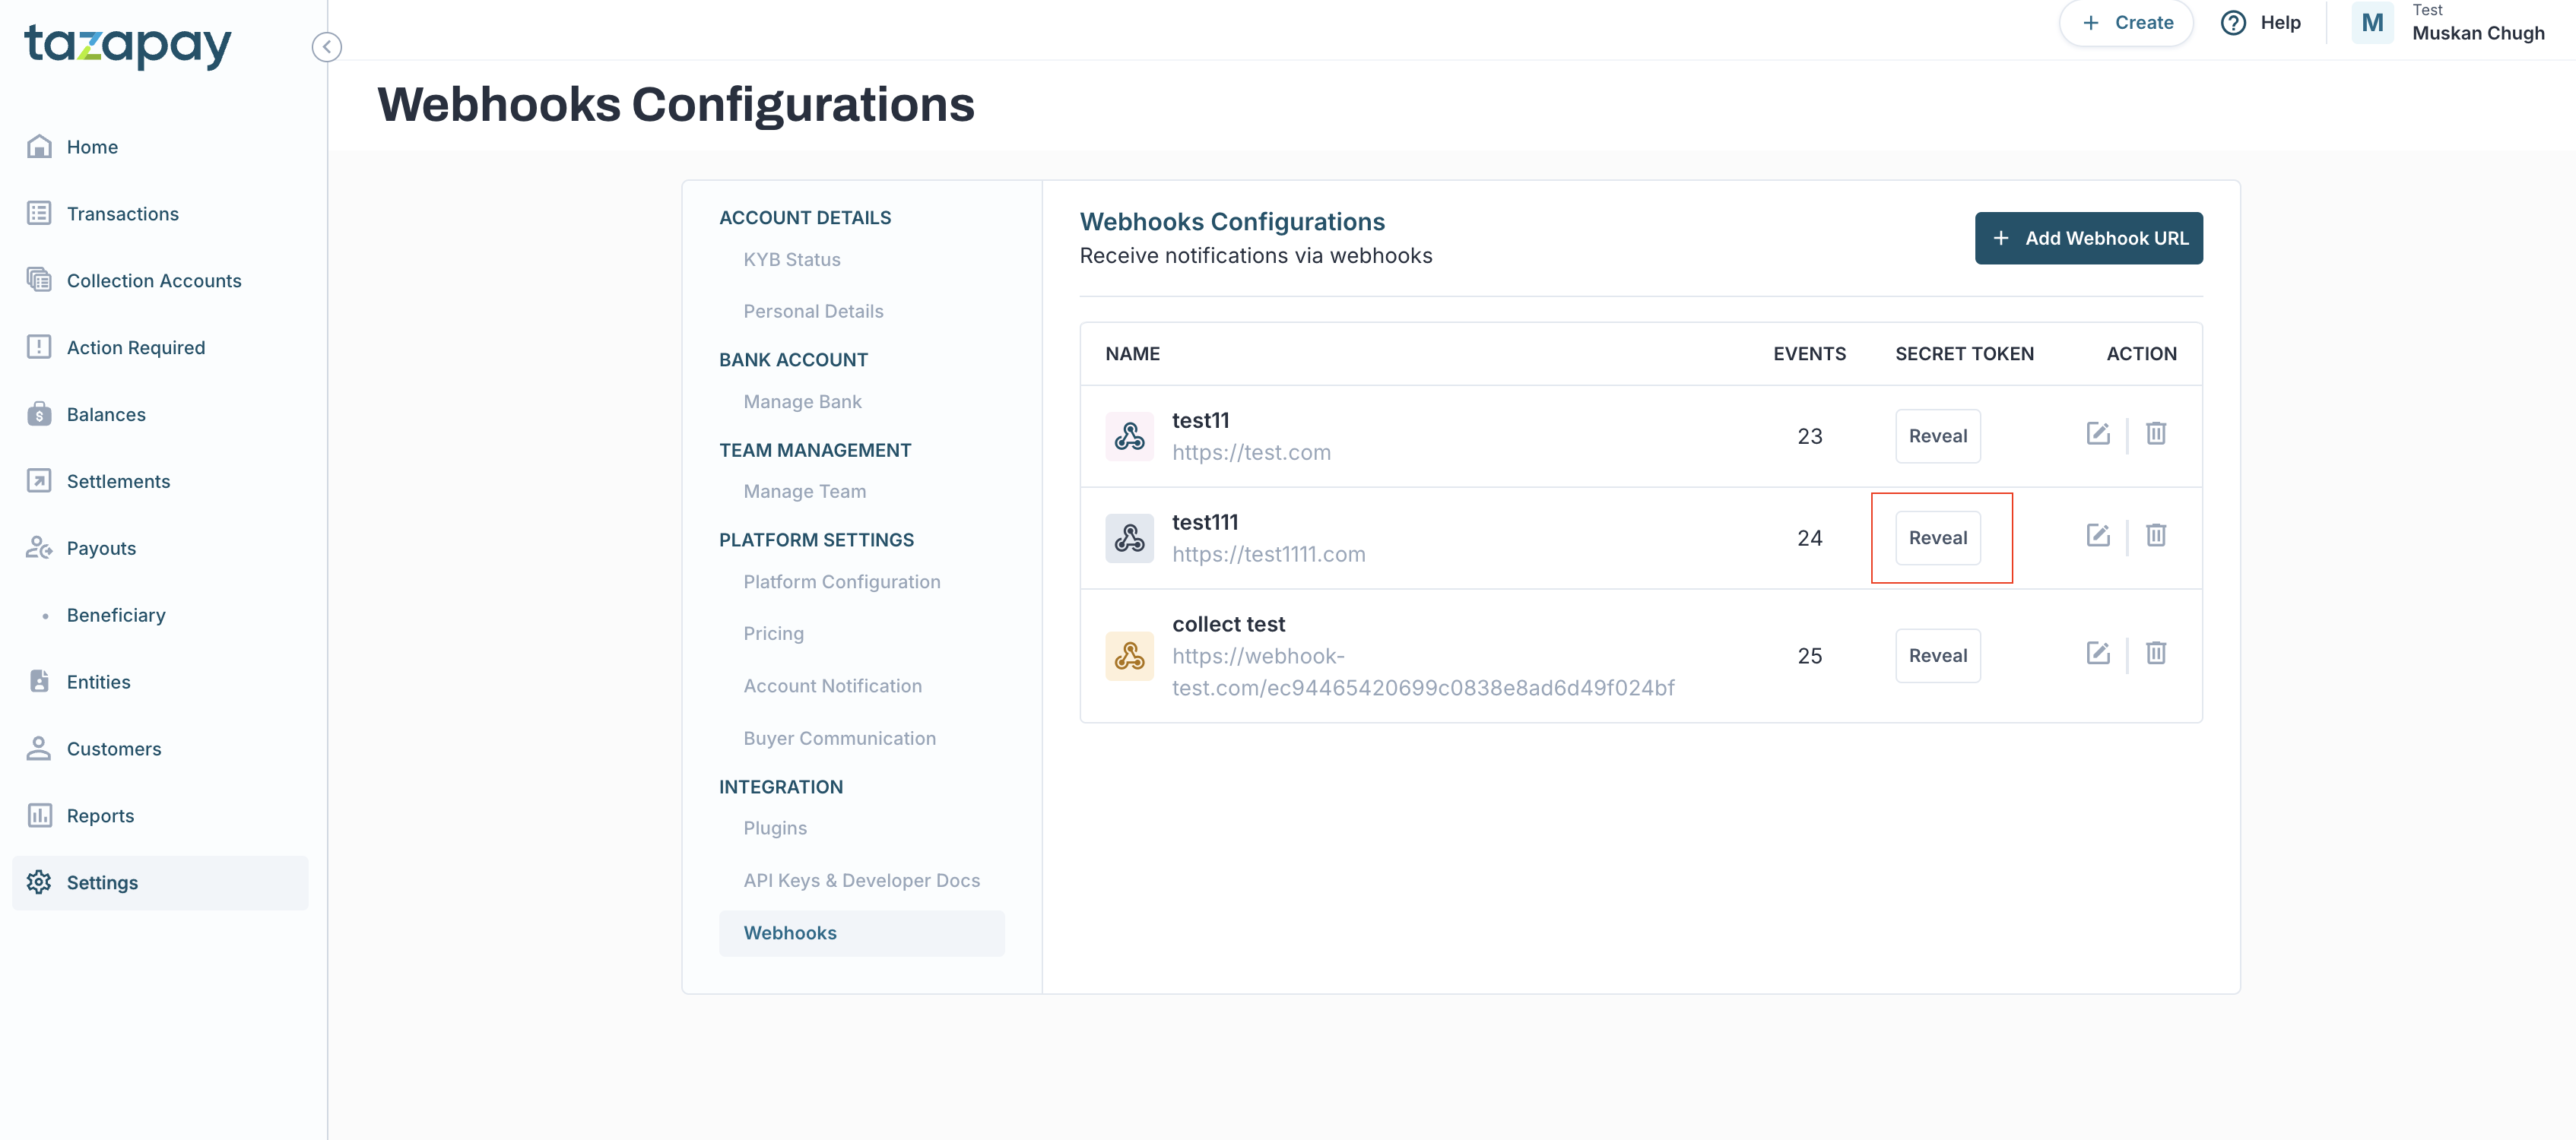 tazapay
Create
Help
M
Test
Muskan Chugh
Webhooks Configurations
Home
Transactions
Collection Accounts
Action Required
Balances
Settlements
Payouts
Beneficiary
Entities
Customers
Reports
Settings
ACCOUNT DETAILS
KYB Status
Personal Details
BANK ACCOUNT
Manage Bank
TEAM MANAGEMENT
Manage Team
PLATFORM SETTINGS
Platform Configuration
Pricing
Account Notification
Buyer Communication
INTEGRATION
Plugins
API Keys & Developer Docs
Webhooks
Webhooks Configurations
Receive notifications via webhooks
+ Add Webhook URL
NAME EVENTS SECRET TOKEN ACTION
test11
https://test.com
23
Reveal
test111
https://test1111.com
24
Reveal
collect test
https://webhook-
test.com/ec94465420699c0838e8ad6d49f024bf
25
Reveal